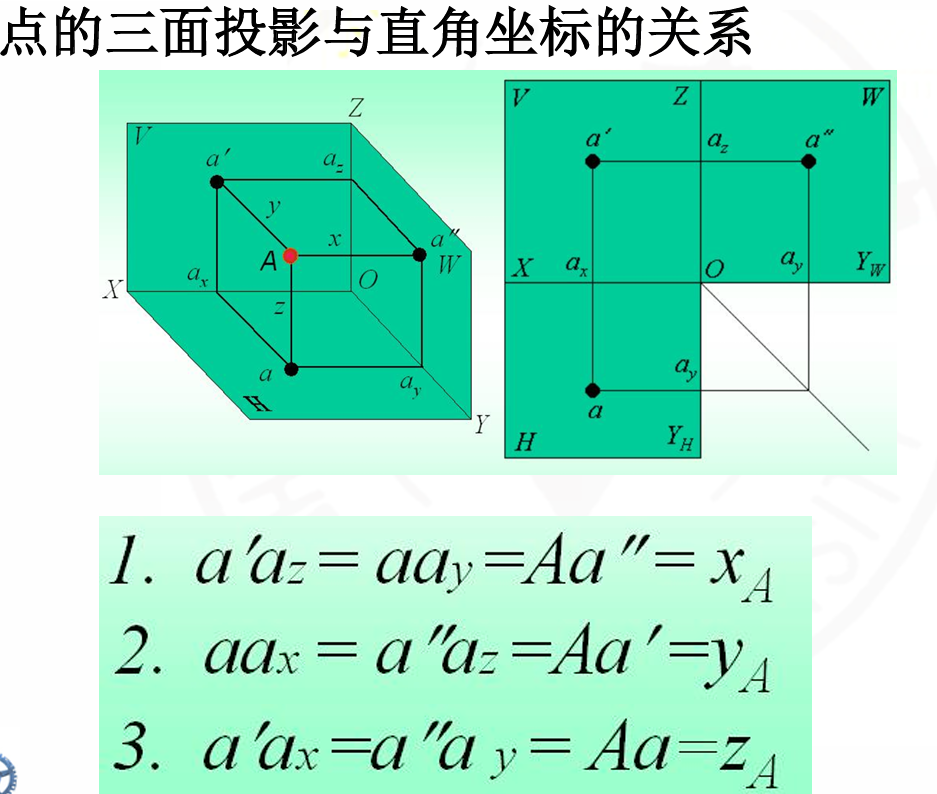 点的三面投影与直角坐标的关系
V
Z
a′
a_z
y
x
a″
A
W
a_x
X
O
z
a
a_y
H
Y
V
Z
W
a′
a_z
a″
X
a_x
O
a_y
Y_W
a_y
a
H
Y_H
1. a′a_z = aa_y = Aa″ = x_A
2. aa_x = a″a_z = Aa′ = y_A
3. a′a_x = a″a_y = Aa = z_A